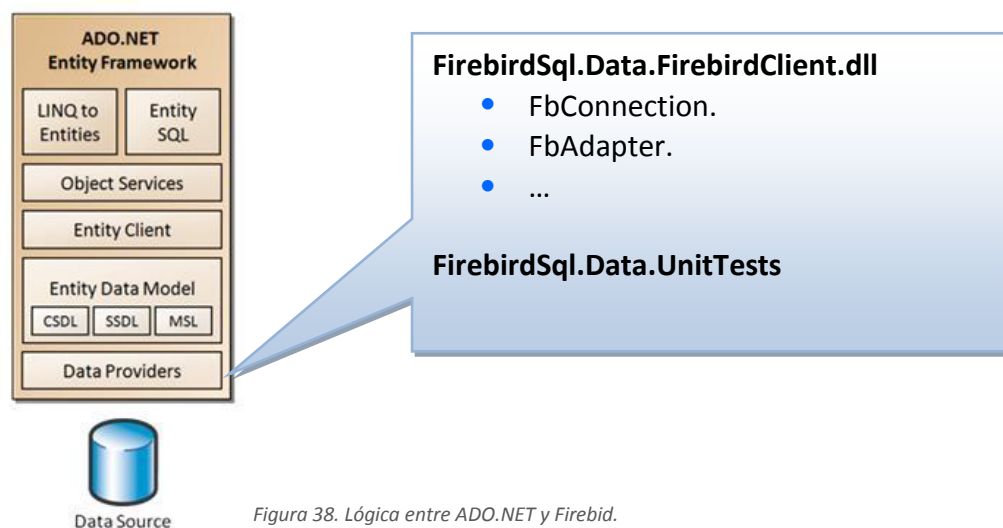 ADO.NET
Entity Framework
LINQ to
Entities
Entity
SQL
Object Services
Entity Client
Entity Data Model
CSDL
SSDL
MSL
Data Providers
Data Source
FirebirdSql.Data.FirebirdClient.dll
• FbConnection.
• FbAdapter.
• …
FirebirdSql.Data.UnitTests
Figura 38. Lógica entre ADO.NET y Firebid.